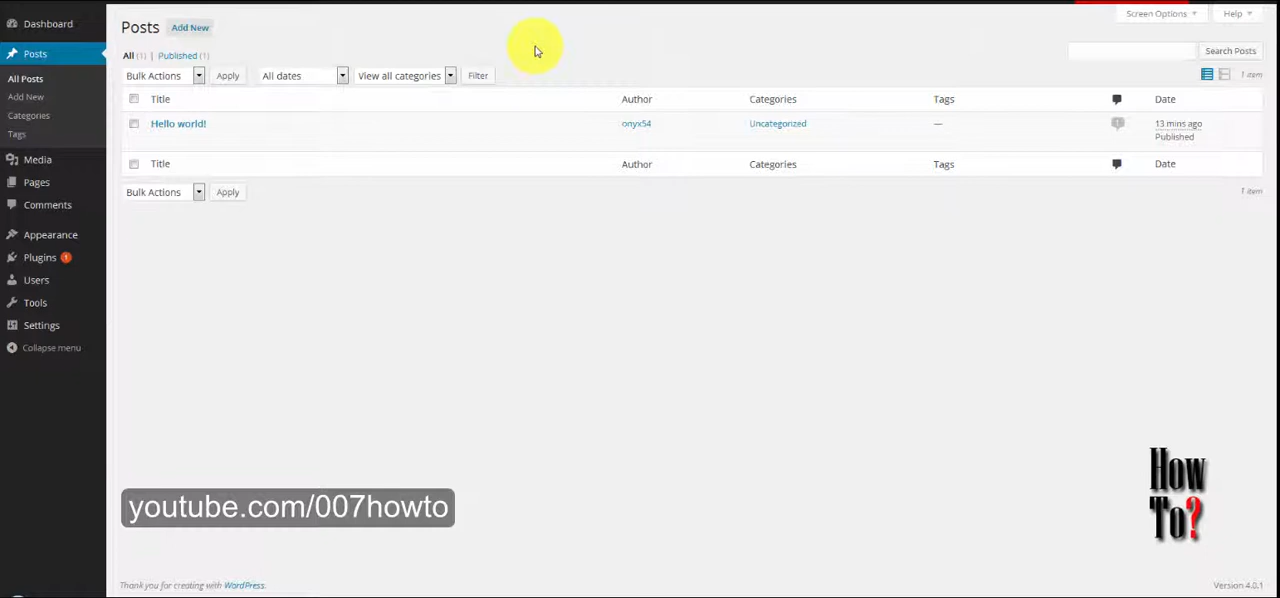 Dashboard
Posts
All Posts
Add New
Categories
Tags
Media
Pages
Comments
Appearance
Plugins 1
Users
Tools
Settings
Collapse menu
Screen Options Help
Posts Add New
All (1) | Published (1)
Search Posts
Bulk Actions Apply All dates View all categories Filter 1 item
Title Author Categories Tags Date
Hello world! onyx54 Uncategorized — 1 13 mins ago
Published
Title Author Categories Tags Date
Bulk Actions Apply 1 item
How
To?
youtube.com/007howto
Thank you for creating with WordPress. Version 4.0.1